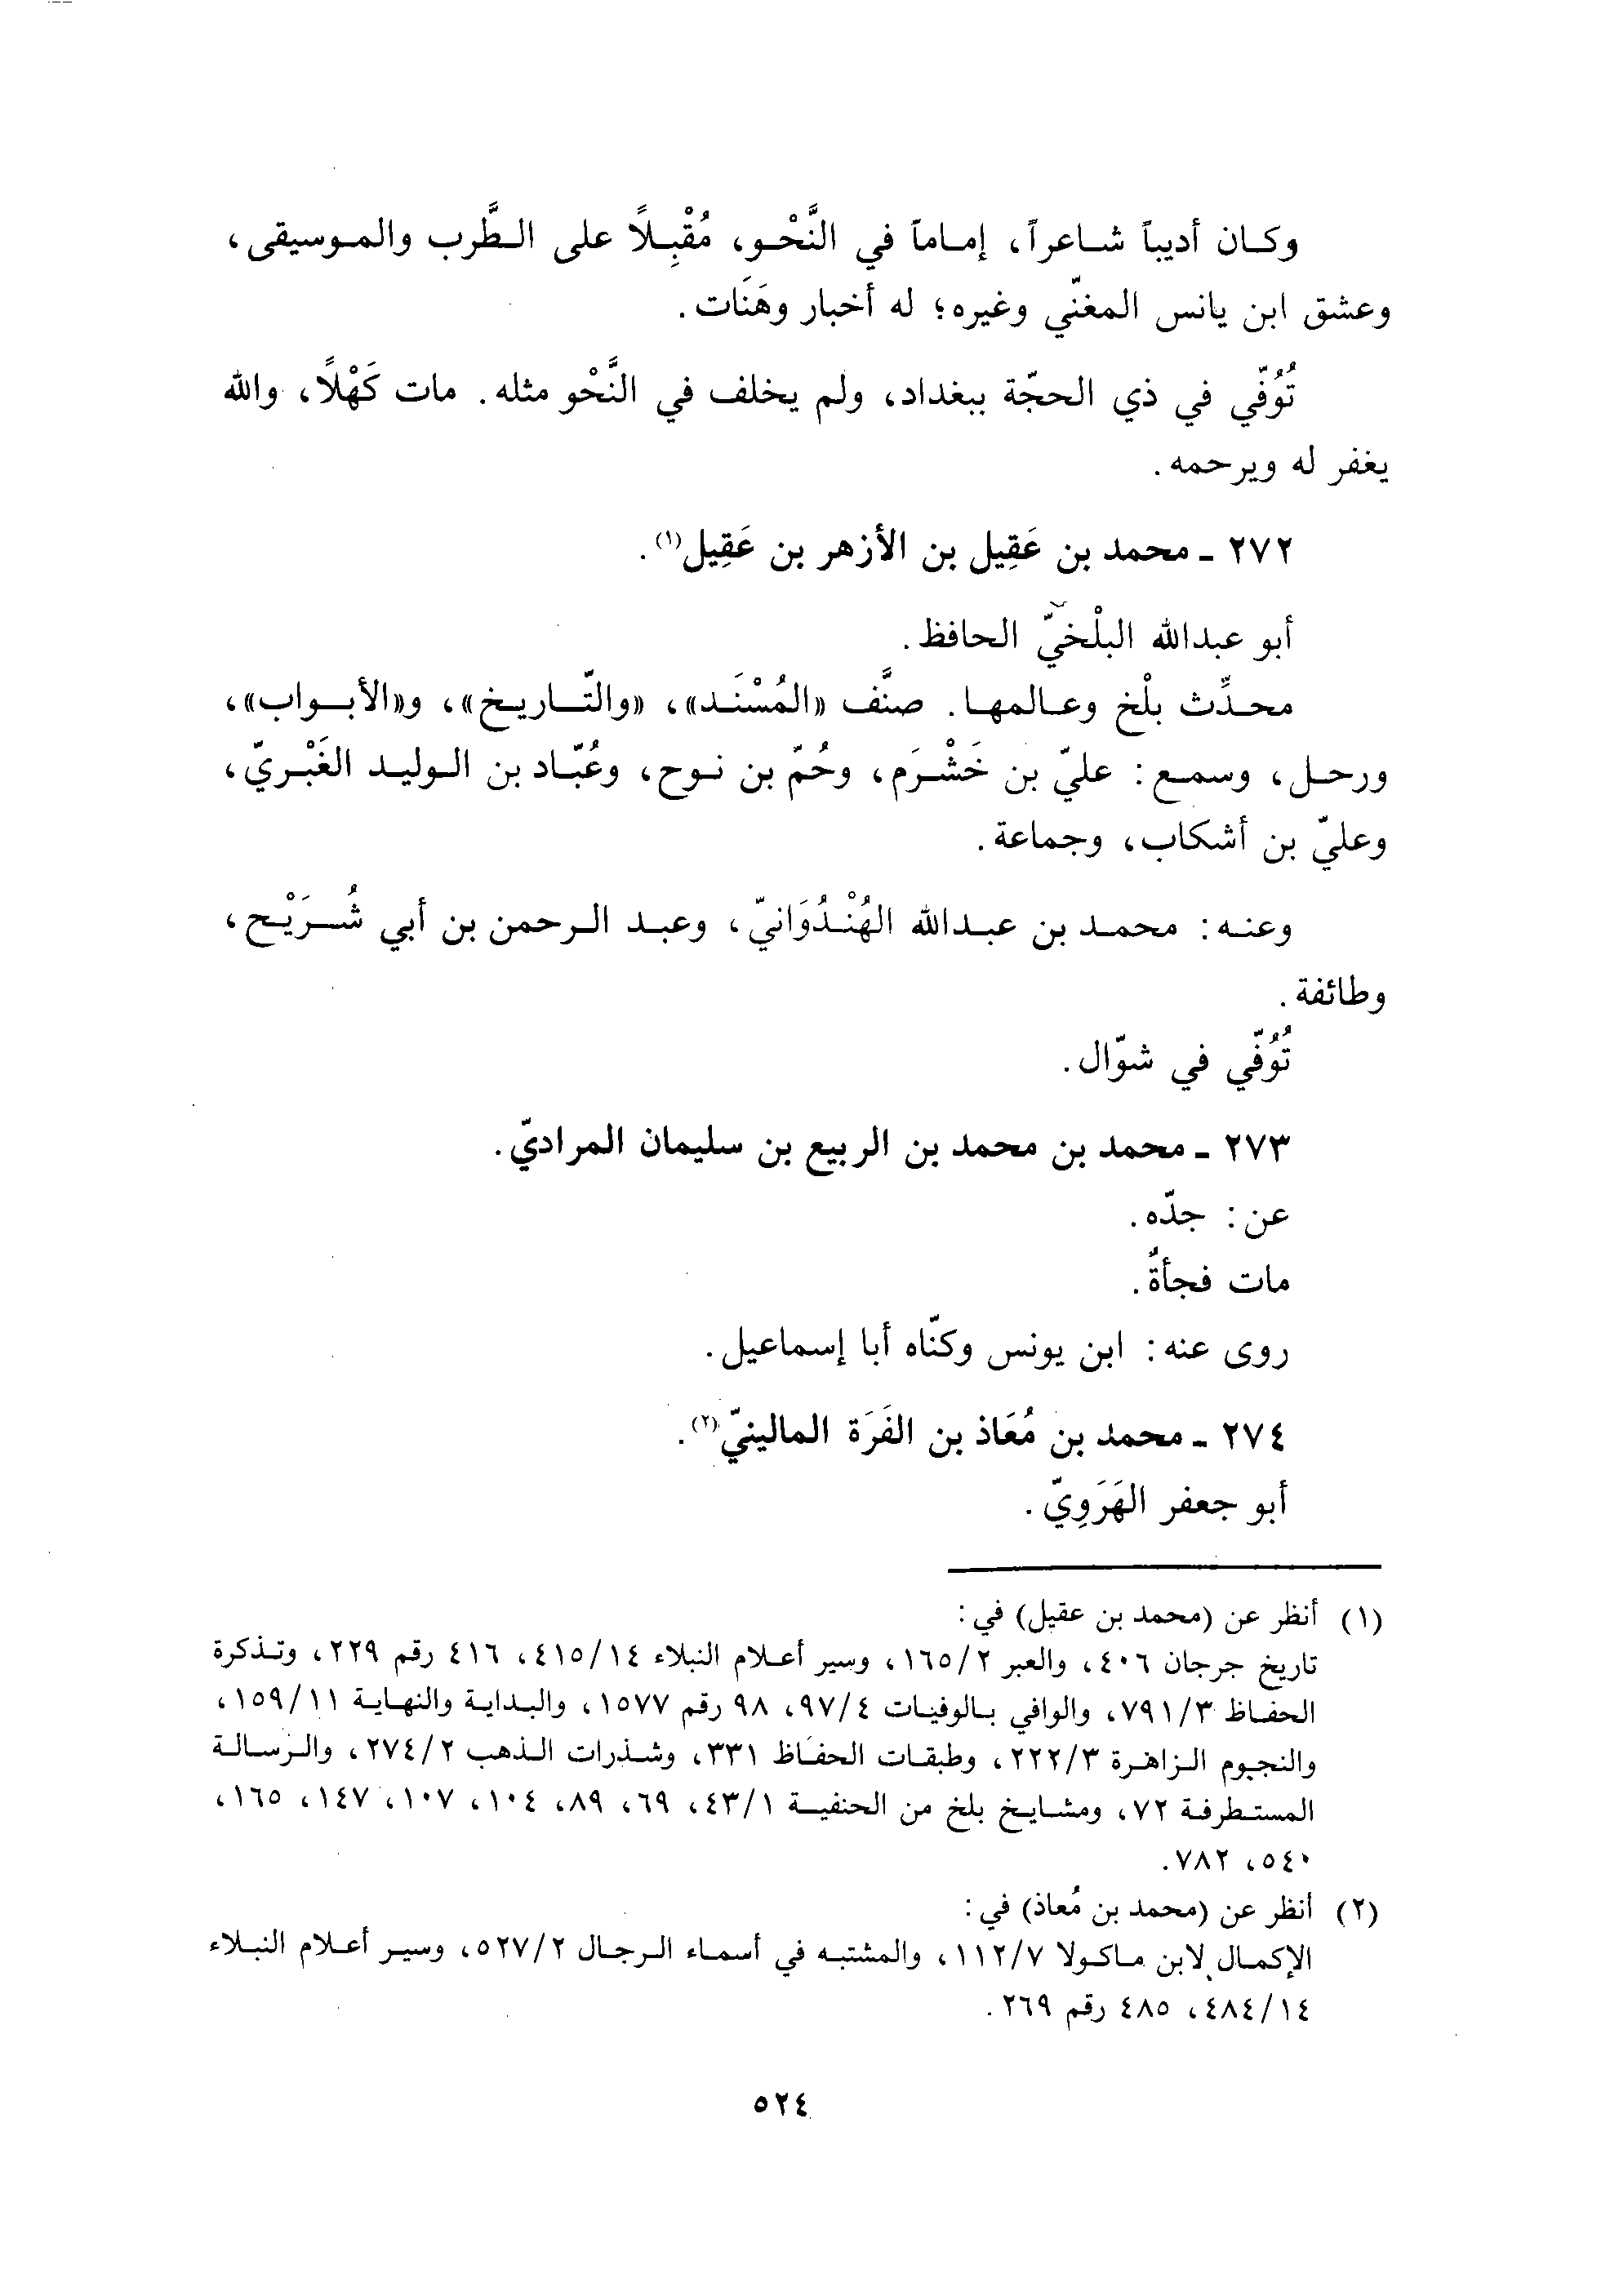 وكان أديباً شاعراً، إماماً في النَّحْو، مُقْبِلاً على الطَّرب والموسيقى،
وعشق ابن يانس المغنّي وغيره؛ له أخبار وهَنَات.
تُوُفّي في ذي الحجّة ببغداد، ولم يخلف في النَّحْو مثله. مات كَهْلاً، والله
يغفر له ويرحمه.
٢٧٢ ـ محمد بن عَقِيل بن الأزهر بن عَقِيل(١).
أبو عبدالله البلْخيّ الحافظ.
محدِّث بلْخ وعالمها. صنَّف «المُسْنَد»، «والتّاريخ»، و«الأبواب»،
ورحل، وسمع: عليّ بن خَشْرَم، وحُمّ بن نوح، وعُبّاد بن الوليد الغَبْريّ،
وعليّ بن أشكاب، وجماعة.
وعنه: محمد بن عبدالله الهُنْدُوَانيّ، وعبد الرحمن بن أبي شُرَيْح،
وطائفة.
تُوُفّي في شوّال.
٢٧٣ ـ محمد بن محمد بن الربيع بن سليمان المراديّ.
عن: جدّه.
مات فجأةً.
روى عنه: ابن يونس وكنّاه أبا إسماعيل.
٢٧٤ ـ محمد بن مُعَاذ بن الفَرَة المالينيّ(٢).
أبو جعفر الهَرَوِيّ.
(١) أنظر عن (محمد بن عقيل) في:
تاريخ جرجان ٤٠٦، والعبر ١٦٥/٢، وسير أعلام النبلاء ٤١٥/١٤، ٤١٦ رقم ٢٢٩، وتذكرة
الحفاظ ٧٩١/٣، والوافي بالوفيات ٩٧/٤، ٩٨ رقم ١٥٧٧، والبداية والنهاية ١٥٩/١١،
والنجوم الزاهرة ٢٢٢/٣، وطبقات الحفاظ ٣٣١، وشذرات الذهب ٢٧٤/٢، والرسالة
المستطرفة ٧٢، ومشايخ بلخ من الحنفية ٤٣/١، ٦٩، ٨٩، ١٠٤، ١٠٧، ١٤٧، ١٦٥،
٥٤٠، ٧٨٢.
(٢) أنظر عن (محمد بن مُعاذ) في:
الإكمال لابن ماكولا ١١٢/٧، والمشتبه في أسماء الرجال ٥٢٧/٢، وسير أعلام النبلاء
٤٨٤/١٤، ٤٨٥ رقم ٢٦٩.
٥٢٤